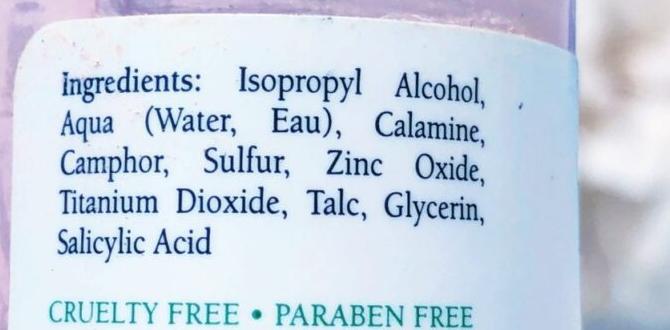 Ingredients: Isopropyl Alcohol,
Aqua (Water, Eau), Calamine,
Camphor, Sulfur, Zinc Oxide,
Titanium Dioxide, Talc, Glycerin,
Salicylic Acid
CRUELTY FREE • PARABEN FREE